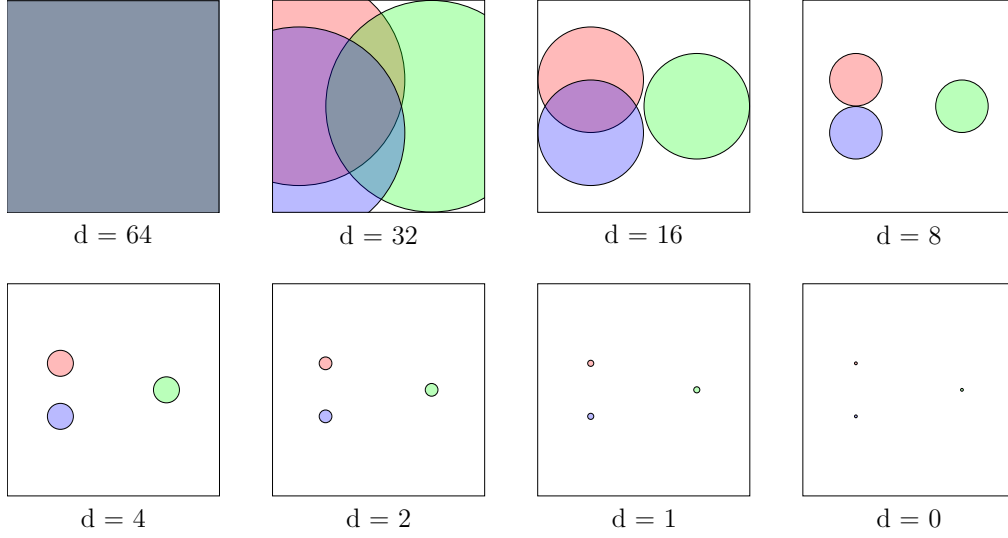 d = 64
d = 32
d = 16
d = 8
d = 4
d = 2
d = 1
d = 0